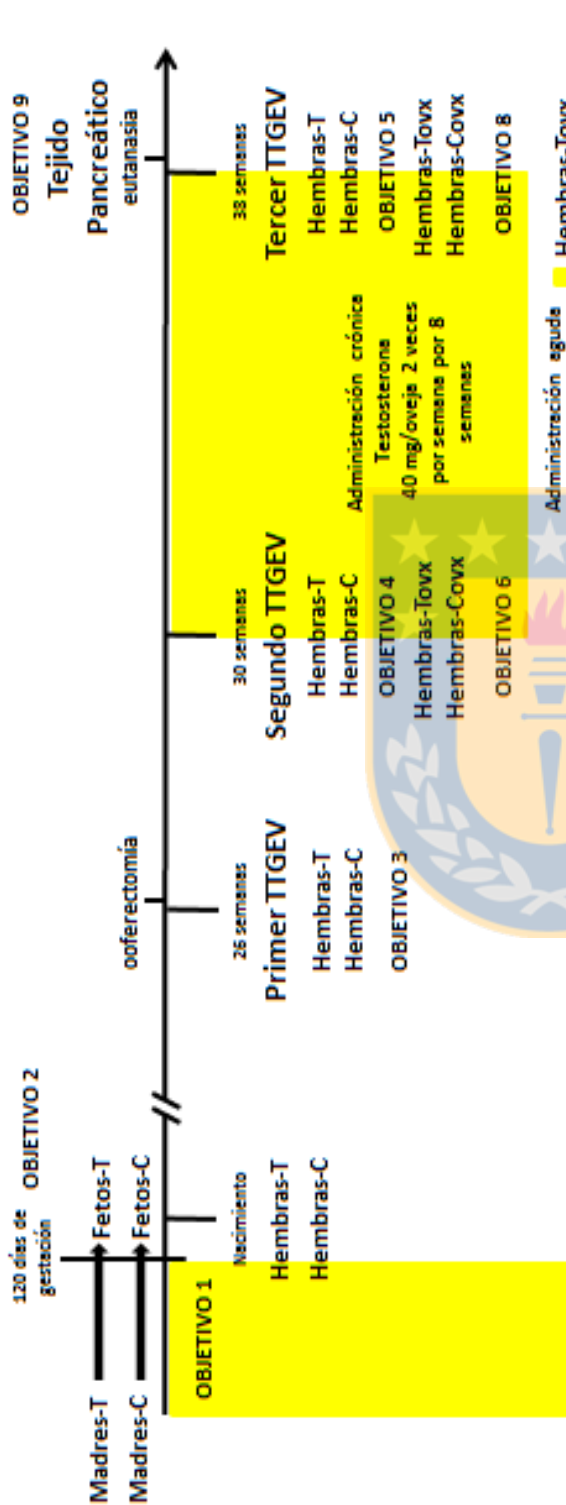 OBJETIVO 9
Tejido
Pancreático
eutanasia
120 días de
gestación
OBJETIVO 2
Madres-T
Fetos-T
Madres-C
Fetos-C
OBJETIVO 1
Nacimiento
Hembras-T
Hembras-C
ooferectomía
26 semanas
Primer TTGEV
Hembras-T
Hembras-C
OBJETIVO 3
30 semanas
Segundo TTGEV
Hembras-T
Hembras-C
OBJETIVO 4
Hembras-Tovx
Hembras-Covx
OBJETIVO 6
Administración crónica
Testosterona
40 mg/oveja 2 veces
por semana por 8
semanas
38 semanas
Tercer TTGEV
Hembras-T
Hembras-C
OBJETIVO 5
Hembras-Tovx
Hembras-Covx
OBJETIVO 8
Administración aguda
Hembras-Tovx